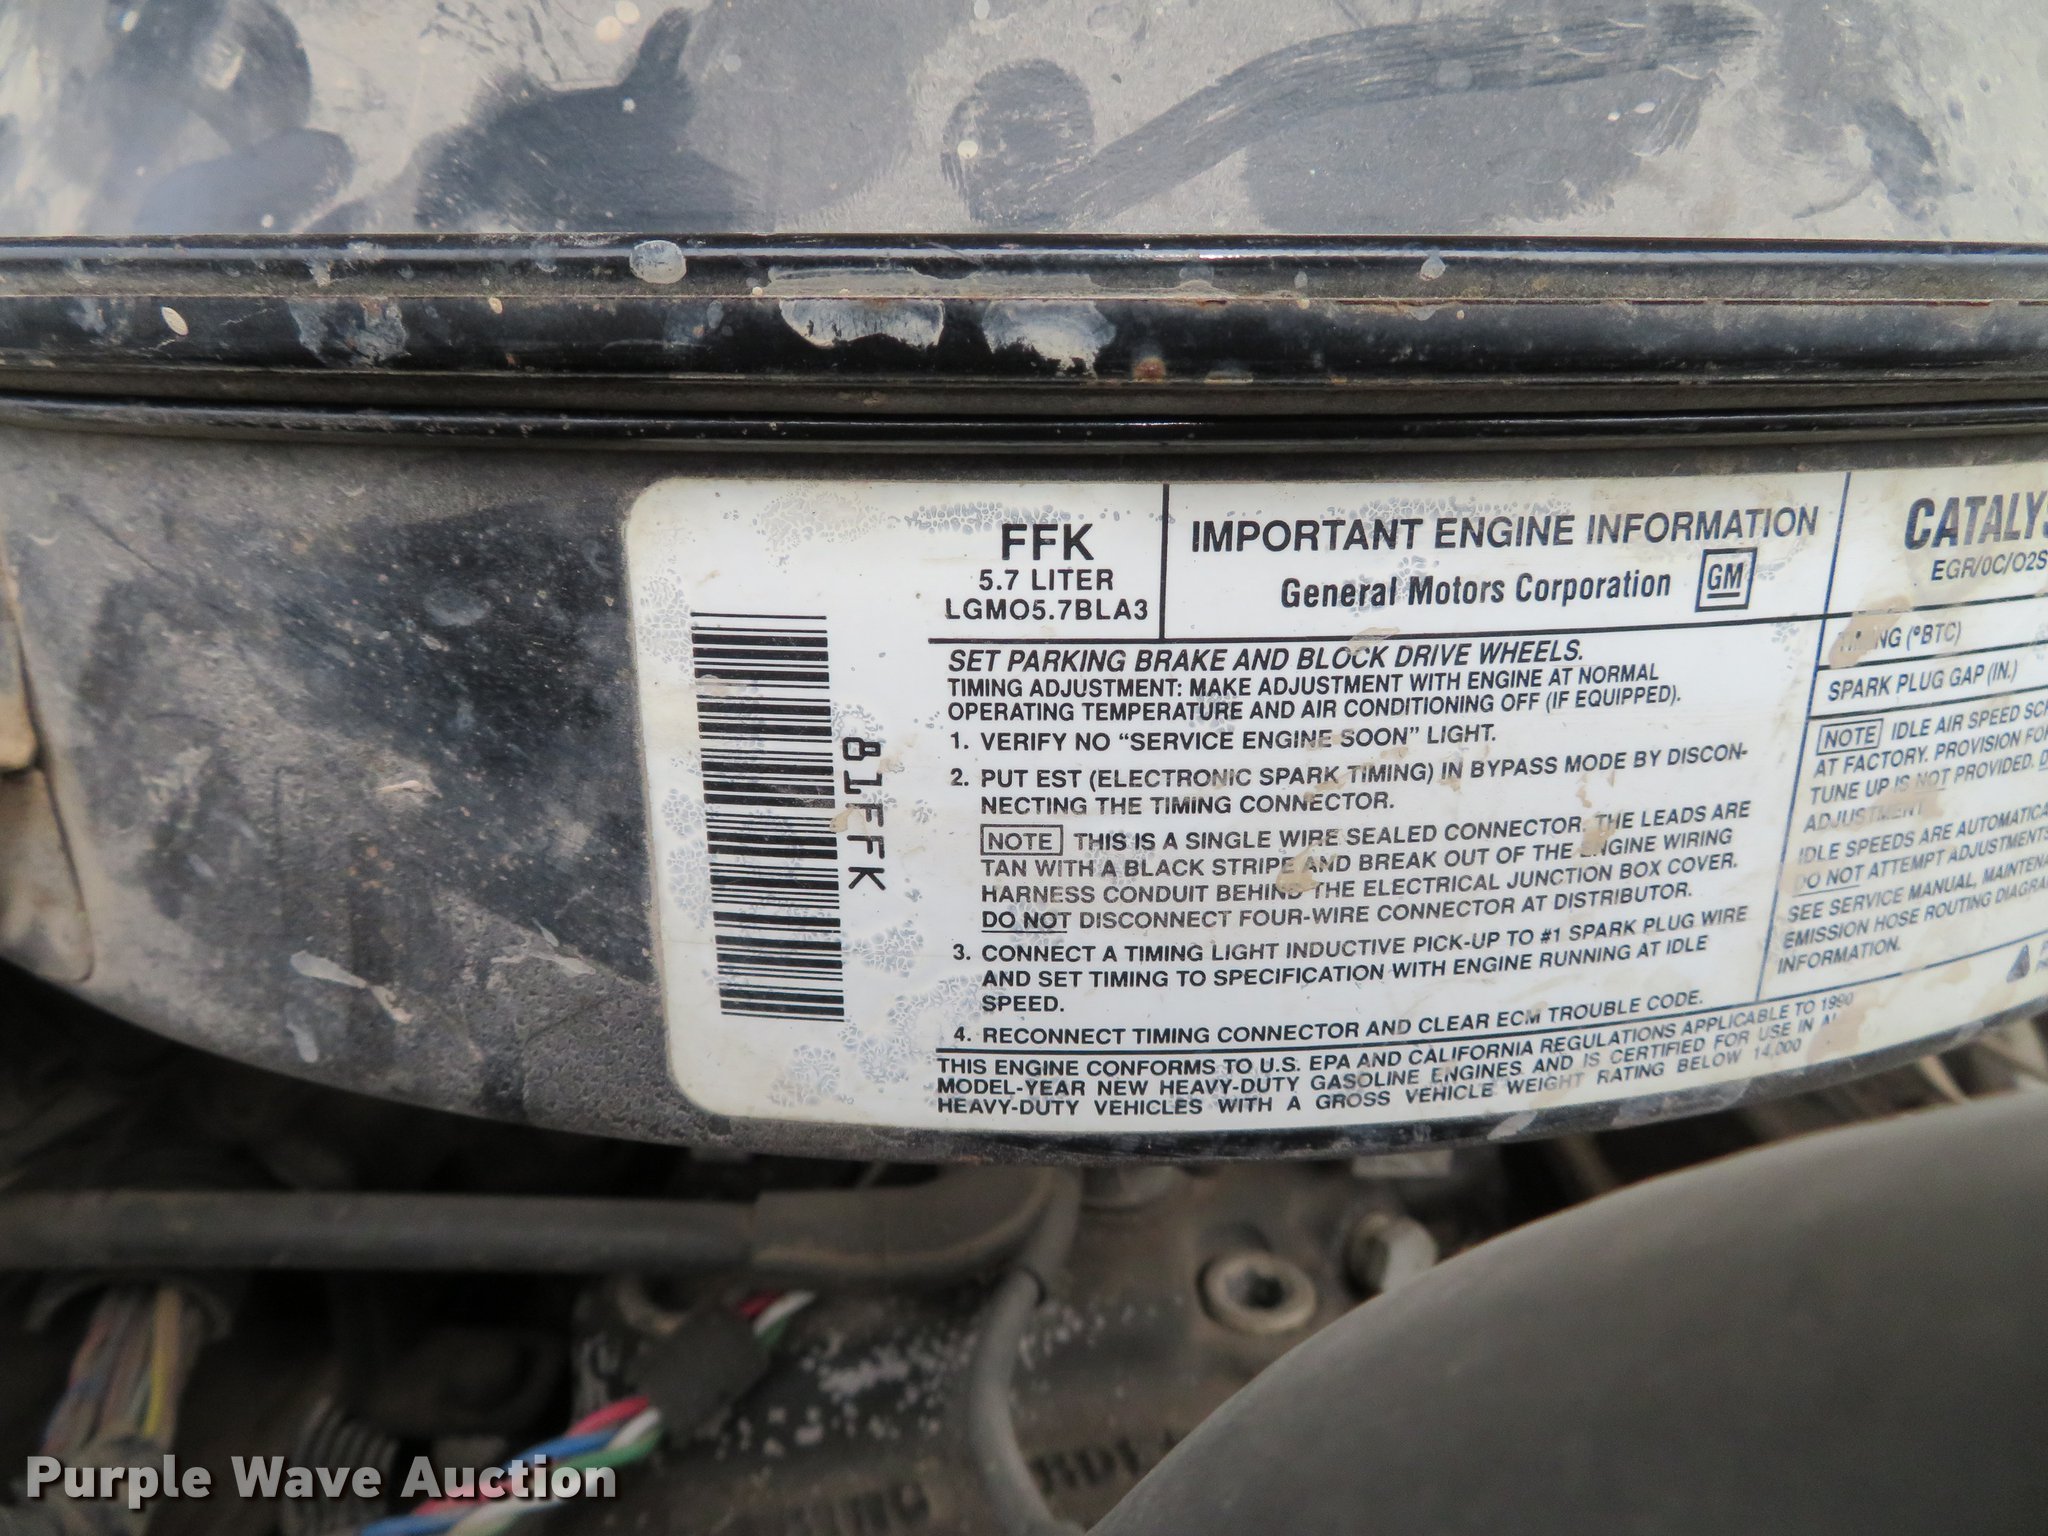 FFK
5.7 LITER
LGMO5.7BLA3
IMPORTANT ENGINE INFORMATION
General Motors Corporation GM
81FFK
SET PARKING BRAKE AND BLOCK DRIVE WHEELS.
TIMING ADJUSTMENT: MAKE ADJUSTMENT WITH ENGINE AT NORMAL
OPERATING TEMPERATURE AND AIR CONDITIONING OFF (IF EQUIPPED).
1. VERIFY NO “SERVICE ENGINE SOON” LIGHT.
2. PUT EST (ELECTRONIC SPARK TIMING) IN BYPASS MODE BY DISCON-
NECTING THE TIMING CONNECTOR.
NOTE THIS IS A SINGLE WIRE SEALED CONNECTOR. THE LEADS ARE
TAN WITH A BLACK STRIPE AND BREAK OUT OF THE ENGINE WIRING
HARNESS CONDUIT BEHIND THE ELECTRICAL JUNCTION BOX COVER.
DO NOT DISCONNECT FOUR-WIRE CONNECTOR AT DISTRIBUTOR.
3. CONNECT A TIMING LIGHT INDUCTIVE PICK-UP TO #1 SPARK PLUG WIRE
AND SET TIMING TO SPECIFICATION WITH ENGINE RUNNING AT IDLE
SPEED.
4. RECONNECT TIMING CONNECTOR AND CLEAR ECM TROUBLE CODE.
THIS ENGINE CONFORMS TO U.S. EPA AND CALIFORNIA REGULATIONS APPLICABLE TO 1990
MODEL-YEAR NEW HEAVY-DUTY GASOLINE ENGINES AND IS CERTIFIED FOR USE IN
HEAVY-DUTY VEHICLES WITH A GROSS VEHICLE WEIGHT RATING BELOW 14,000
CATALYS
EGR/OC/O2S
TIMING (°BTC)
SPARK PLUG GAP (IN.)
NOTE IDLE AIR SPEED SC
AT FACTORY. PROVISION FO
TUNE UP IS NOT PROVIDED.
ADJUSTMENT
IDLE SPEEDS ARE AUTOMATICA
DO NOT ATTEMPT ADJUSTMENTS
SEE SERVICE MANUAL, MAINTENA
EMISSION HOSE ROUTING DIAGRA
INFORMATION.
Purple Wave Auction